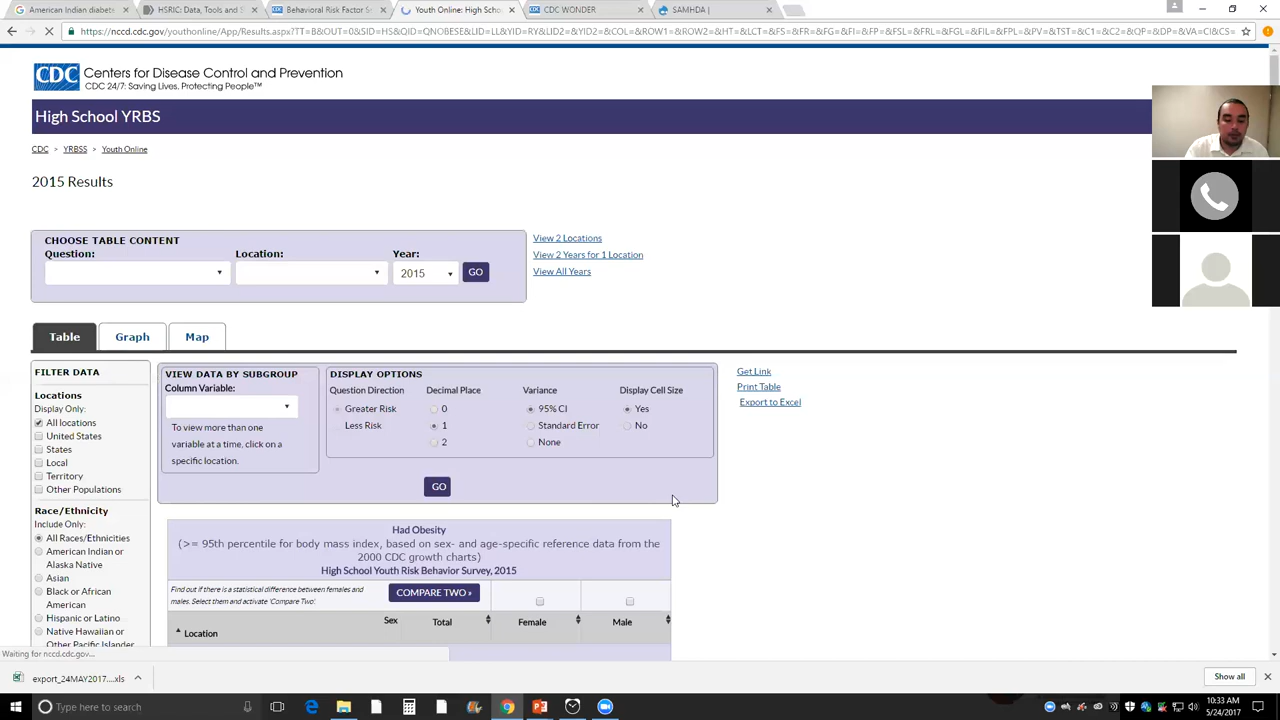 American Indian diabet
HSRIC: Data, Tools and S
Behavioral Risk Factor S
Youth Online: High Scho
CDC WONDER
SAMHDA |
https://nccd.cdc.gov/youthonline/App/Results.aspx?TT=B&OUT=0&SID=HS&QID=QNOBESE&LID=LL&YID=RY&LID2=&YID2=&COL=&ROW1=&ROW2=&HT=&LCT=&FS=&FR=&FG=&FI=&FP=&FSL=&FRL=&FGL=&FIL=&FPL=&PV=&TST=&C1=&C2=&QP=&DP=&VA=CI&CS=
CDC Centers for Disease Control and Prevention
CDC 24/7: Saving Lives, Protecting People™
High School YRBS
CDC > YRBSS > Youth Online
2015 Results
CHOOSE TABLE CONTENT
Question: Location: Year:
2015 GO
View 2 Locations
View 2 Years for 1 Location
View All Years
Table Graph Map
FILTER DATA
Locations
Display Only:
All locations
United States
States
Local
Territory
Other Populations
Race/Ethnicity
Include Only:
All Races/Ethnicities
American Indian or
Alaska Native
Asian
Black or African
American
Hispanic or Latino
Native Hawaiian or
Other Pacific Islander
VIEW DATA BY SUBGROUP
Column Variable:
To view more than one
variable at a time, click on a
specific location.
DISPLAY OPTIONS
Question Direction Decimal Place Variance Display Cell Size
Greater Risk 0 95% CI Yes
Less Risk 1 Standard Error No
2 None
GO
Get Link
Print Table
Export to Excel
Had Obesity
(>= 95th percentile for body mass index, based on sex- and age-specific reference data from the
2000 CDC growth charts)
High School Youth Risk Behavior Survey, 2015
Find out if there is a statistical difference between females and
males. Select them and activate 'Compare Two'.
COMPARE TWO »
Sex Total Female Male
Location
Waiting for nccd.cdc.gov...
export_24MAY2017....xls
Show all
Type here to search
10:33 AM
5/24/2017